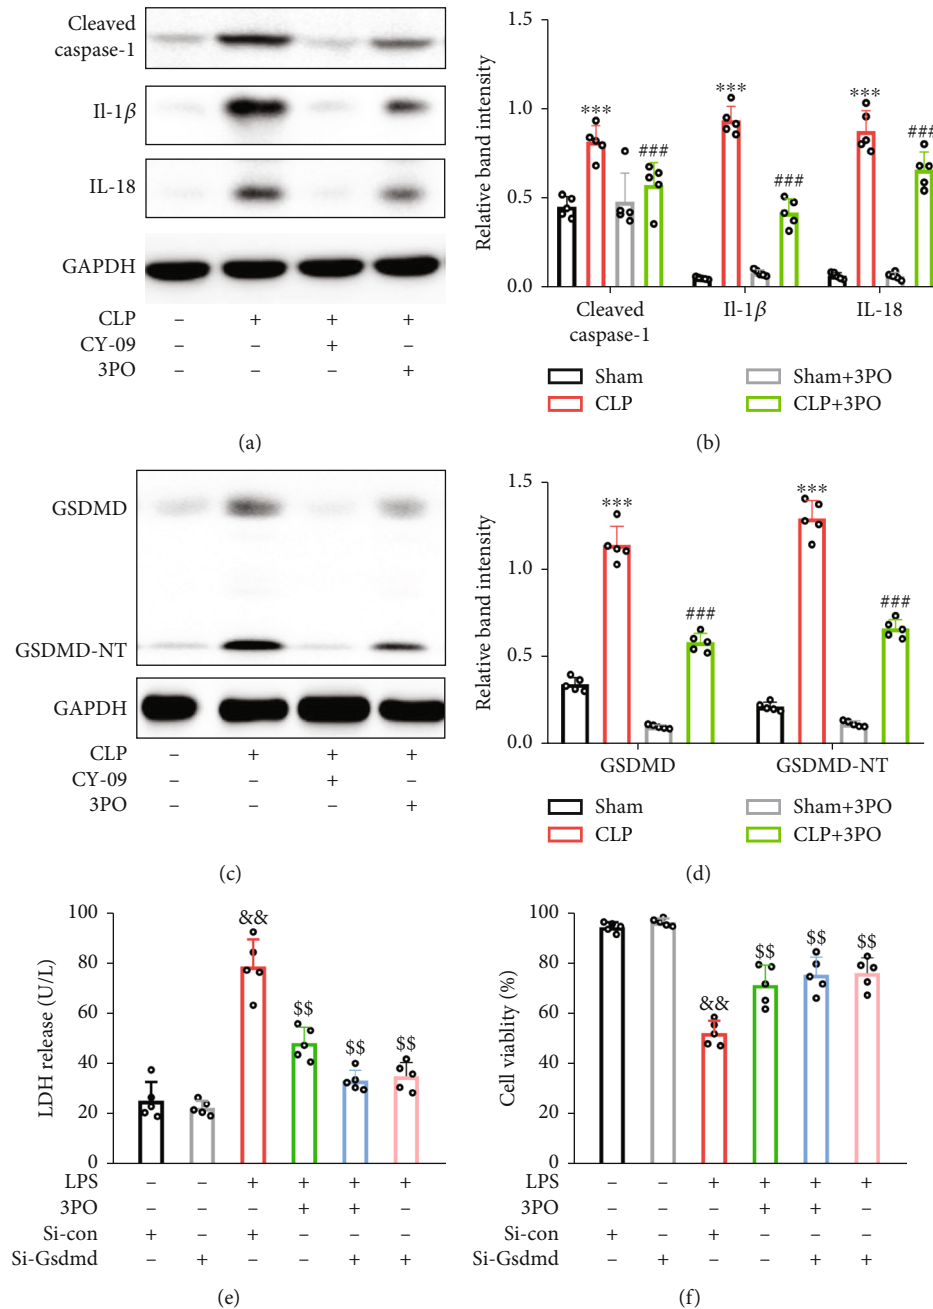 Cleaved
caspase-1
Il-1β
IL-18
GAPDH
CLP – + + +
CY-09 – – + –
3PO – – – +
(a)
Relative band intensity
1.5
1.0
0.5
0.0
*** ### *** ### *** ###
Cleaved
caspase-1
Il-1β
IL-18
Sham
Sham+3PO
CLP
CLP+3PO
(b)
GSDMD
GSDMD-NT
GAPDH
CLP – + + +
CY-09 – – + –
3PO – – – +
(c)
Relative band intensity
1.5
1.0
0.5
0.0
*** ### *** ###
GSDMD
GSDMD-NT
Sham
Sham+3PO
CLP
CLP+3PO
(d)
LDH release (U/L)
100
80
60
40
20
0
&& $$ $$ $$
LPS – – + + + +
3PO – – – + + –
Si-con + – + – – –
Si-Gsdmd – + – – + +
(e)
Cell viablity (%)
100
80
60
40
20
0
&& $$ $$ $$
LPS – – + + + +
3PO – – – + + –
Si-con + – + – – –
Si-Gsdmd – + – – + +
(f)